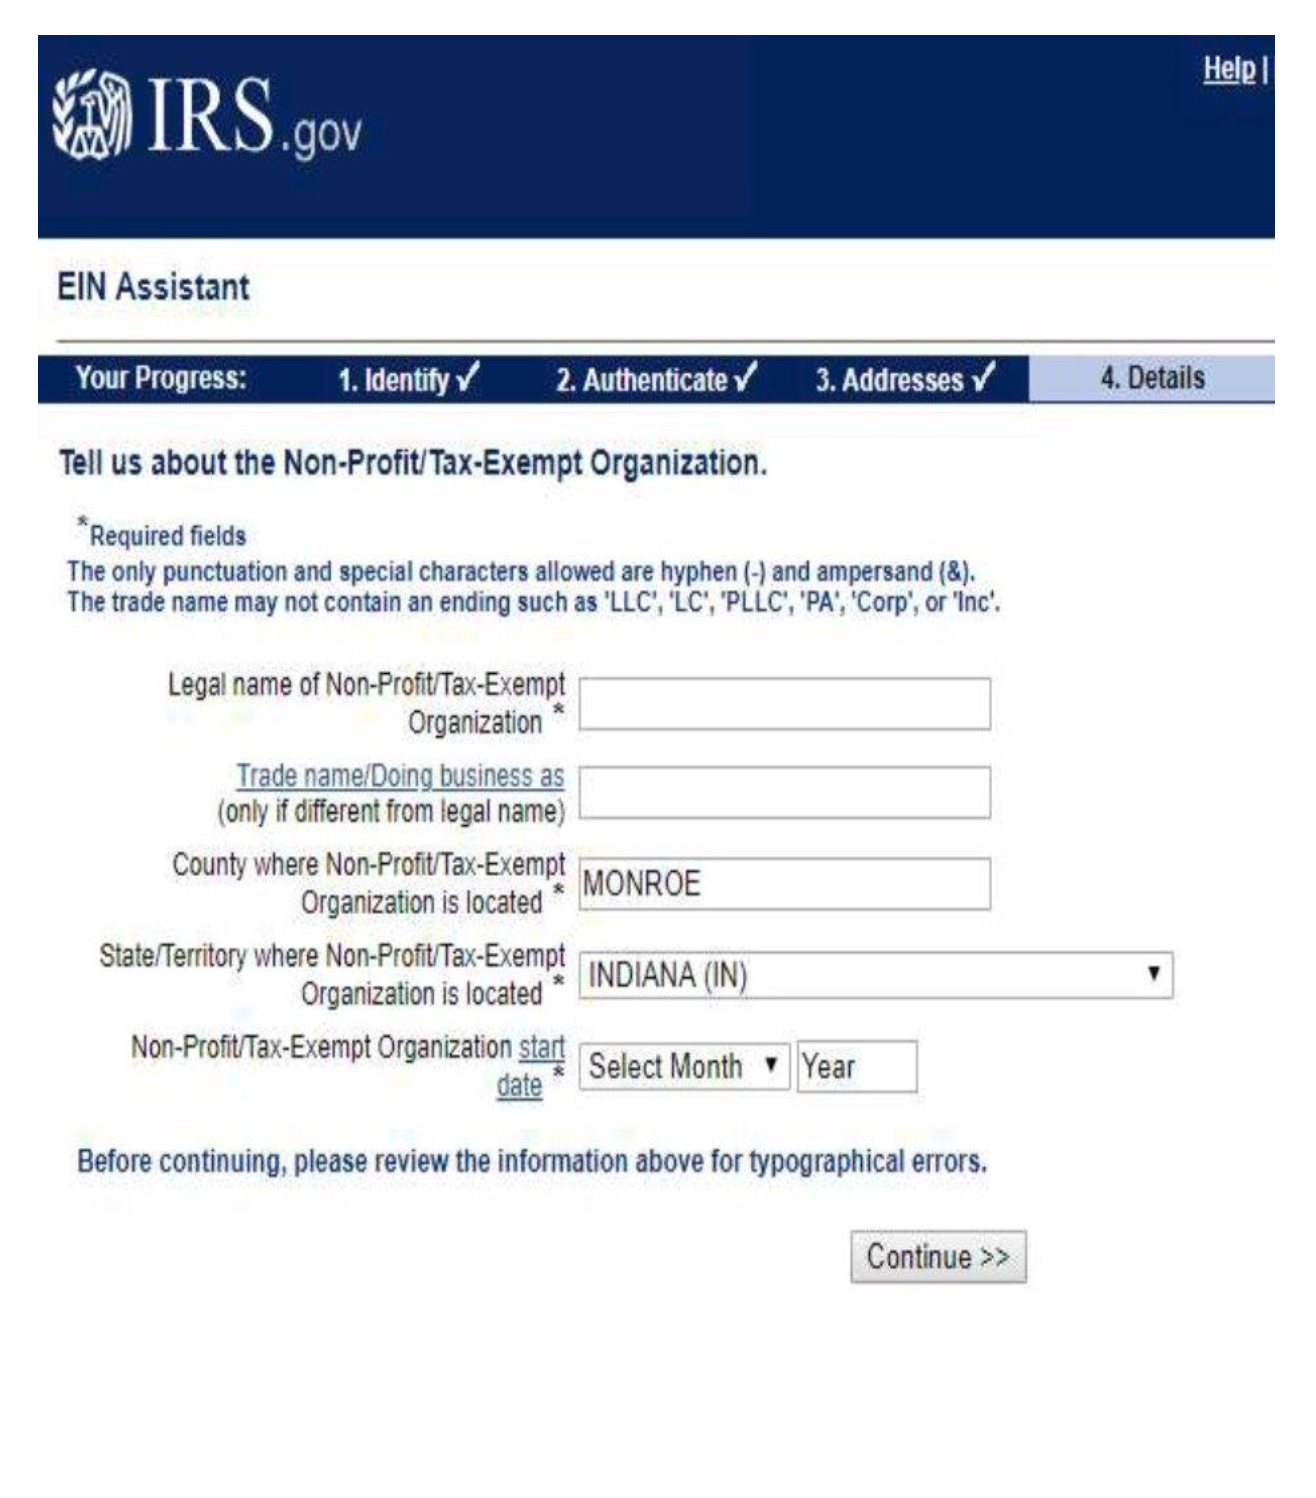 IRS.gov
Help |
EIN Assistant
Your Progress: 1. Identify ✓ 2. Authenticate ✓ 3. Addresses ✓ 4. Details
Tell us about the Non-Profit/Tax-Exempt Organization.
*Required fields
The only punctuation and special characters allowed are hyphen (-) and ampersand (&).
The trade name may not contain an ending such as 'LLC', 'LC', 'PLLC', 'PA', 'Corp', or 'Inc'.
Legal name of Non-Profit/Tax-Exempt
Organization *
Trade name/Doing business as
(only if different from legal name)
County where Non-Profit/Tax-Exempt
Organization is located * MONROE
State/Territory where Non-Profit/Tax-Exempt
Organization is located * INDIANA (IN)
Non-Profit/Tax-Exempt Organization start
date * Select Month Year
Before continuing, please review the information above for typographical errors.
Continue >>